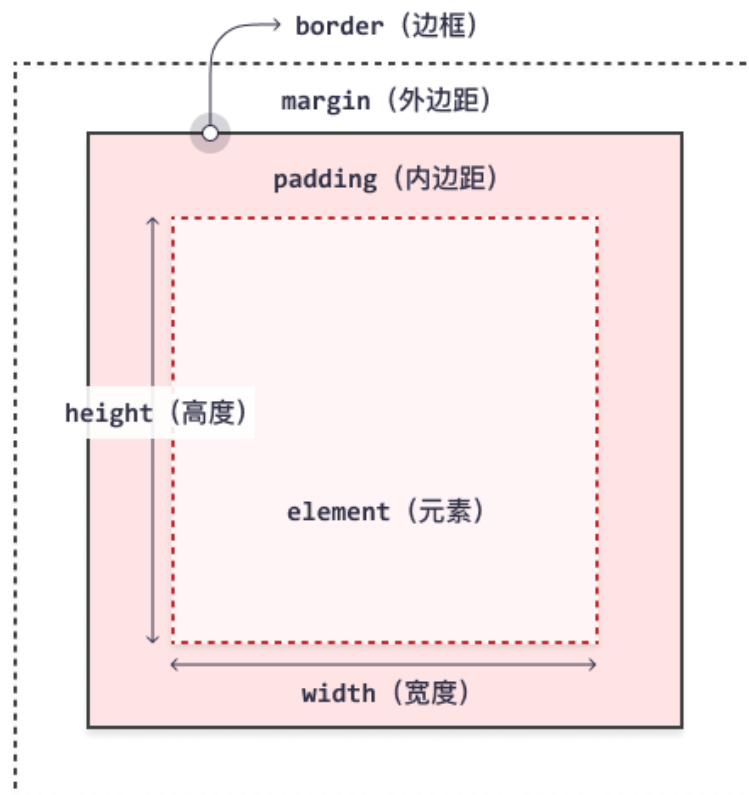 border（边框）
margin（外边距）
padding（内边距）
height（高度）
element（元素）
width（宽度）